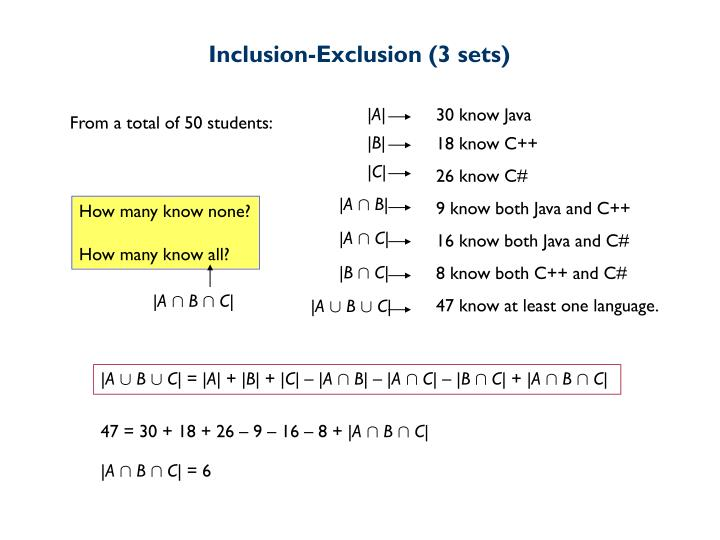 Inclusion-Exclusion (3 sets)
From a total of 50 students:
|A| 30 know Java
|B| 18 know C++
|C| 26 know C#
|A ∩ B| 9 know both Java and C++
|A ∩ C| 16 know both Java and C#
|B ∩ C| 8 know both C++ and C#
|A ∪ B ∪ C| 47 know at least one language.
How many know none?
How many know all?
|A ∩ B ∩ C|
|A ∪ B ∪ C| = |A| + |B| + |C| – |A ∩ B| – |A ∩ C| – |B ∩ C| + |A ∩ B ∩ C|
47 = 30 + 18 + 26 – 9 – 16 – 8 + |A ∩ B ∩ C|
|A ∩ B ∩ C| = 6